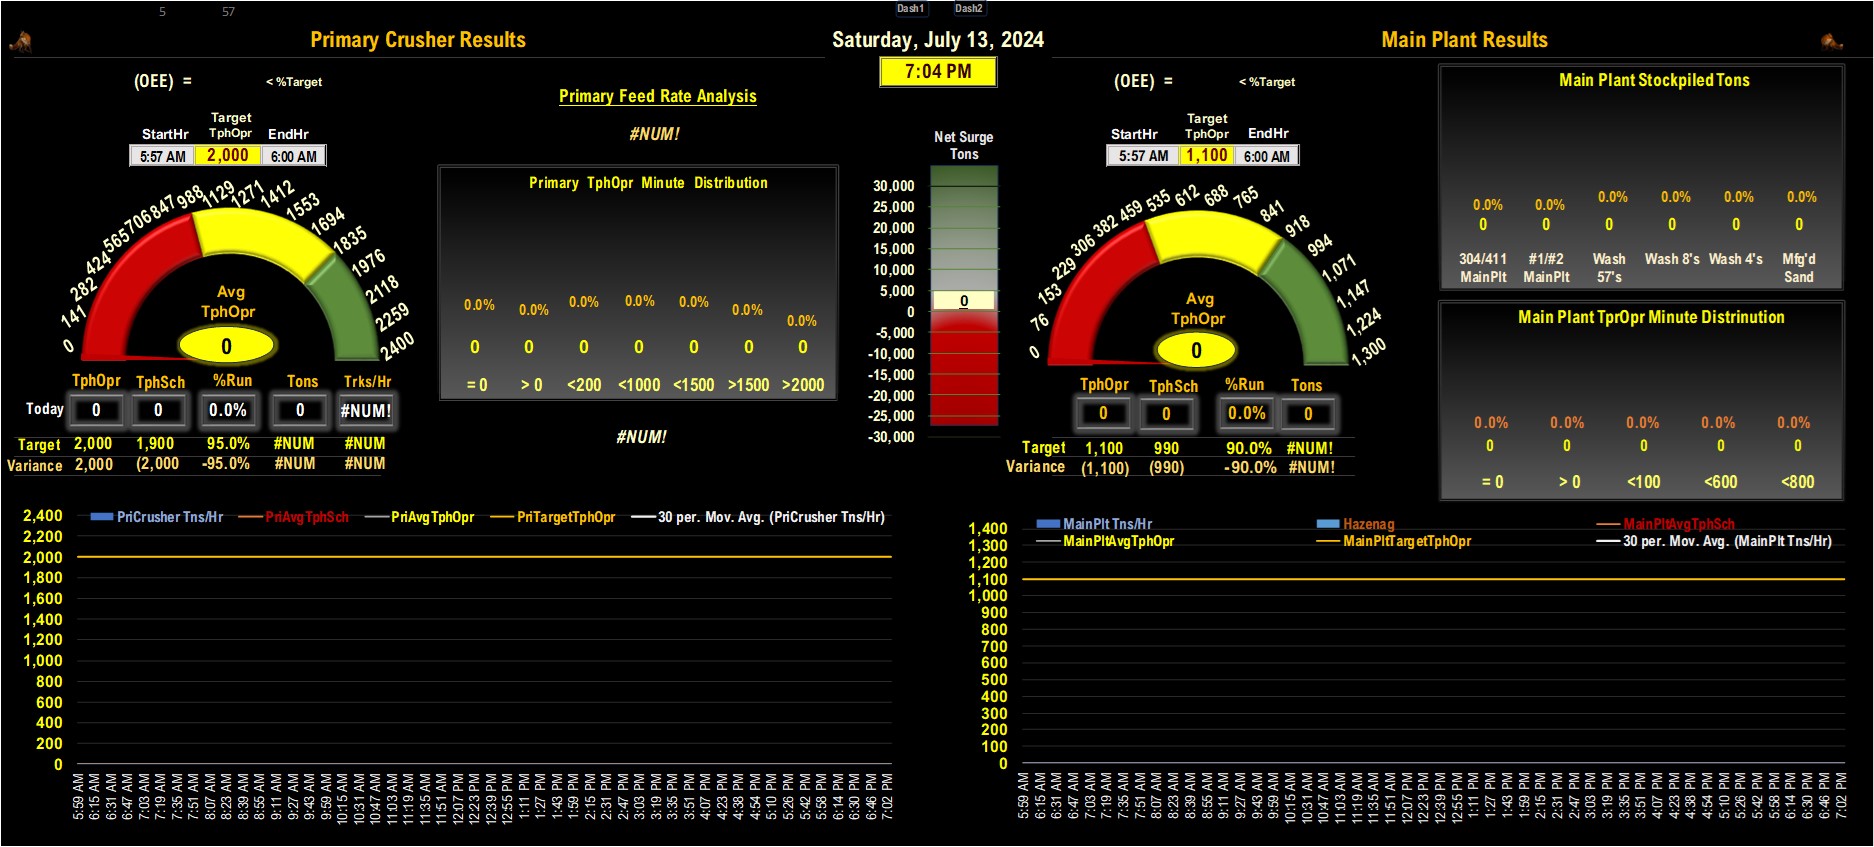 5 57
Dash1 Dash2
Primary Crusher Results
Saturday, July 13, 2024
Main Plant Results
7:04 PM
(OEE) = < %Target
Target
StartHr TphOpr EndHr
5:57 AM 2,000 6:00 AM
0 141 282 424 565 706 847 988 1129 1271 1412 1553 1694 1835 1976 2118 2259 2400
Avg
TphOpr
0
TphOpr TphSch %Run Tons Trks/Hr
Today 0 0 0.0% 0 #NUM!
Target 2,000 1,900 95.0% #NUM #NUM
Variance 2,000 (2,000 -95.0% #NUM #NUM
Primary Feed Rate Analysis
#NUM!
Primary TphOpr Minute Distribution
0.0% 0.0% 0.0% 0.0% 0.0% 0.0% 0.0%
0 0 0 0 0 0 0
= 0 > 0 <200 <1000 <1500 >1500 >2000
#NUM!
Net Surge
Tons
30,000
25,000
20,000
15,000
10,000
5,000
0
0
-5,000
-10,000
-15,000
-20,000
-25,000
-30,000
(OEE) = < %Target
Target
StartHr TphOpr EndHr
5:57 AM 1,100 6:00 AM
0 76 153 229 306 382 459 535 612 688 765 841 918 994 1,071 1,147 1,224 1,300
Avg
TphOpr
0
TphOpr TphSch %Run Tons
0 0 0.0% 0
Target 1,100 990 90.0% #NUM!
Variance (1,100) (990) -90.0% #NUM!
Main Plant Stockpiled Tons
0.0% 0.0% 0.0% 0.0% 0.0% 0.0%
0 0 0 0 0 0
304/411 #1/#2 Wash Wash 8's Wash 4's Mfg'd
MainPlt MainPlt 57's Sand
Main Plant TprOpr Minute Distrinution
0.0% 0.0% 0.0% 0.0% 0.0%
0 0 0 0 0
= 0 > 0 <100 <600 <800
PriCrusher Tns/Hr PriAvgTphSch PriAvgTphOpr PriTargetTphOpr 30 per. Mov. Avg. (PriCrusher Tns/Hr)
2,400
2,200
2,000
1,800
1,600
1,400
1,200
1,000
800
600
400
200
0
5:59 AM 6:15 AM 6:31 AM 6:47 AM 7:03 AM 7:19 AM 7:35 AM 7:51 AM 8:07 AM 8:23 AM 8:39 AM 8:55 AM 9:11 AM 9:27 AM 9:43 AM 9:59 AM 10:15 AM 10:31 AM 10:47 AM 11:03 AM 11:19 AM 11:35 AM 11:51 AM 12:07 PM 12:23 PM 12:39 PM 12:55 PM 1:11 PM 1:27 PM 1:43 PM 1:59 PM 2:15 PM 2:31 PM 2:47 PM 3:03 PM 3:19 PM 3:35 PM 3:51 PM 4:07 PM 4:23 PM 4:38 PM 4:54 PM 5:10 PM 5:26 PM 5:42 PM 5:58 PM 6:14 PM 6:30 PM 6:46 PM 7:02 PM
MainPlt Tns/Hr Hazenag MainPltAvgTphSch
MainPltAvgTphOpr MainPltTargetTphOpr 30 per. Mov. Avg. (MainPlt Tns/Hr)
1,400
1,300
1,200
1,100
1,000
900
800
700
600
500
400
300
200
100
0
5:59 AM 6:15 AM 6:31 AM 6:47 AM 7:03 AM 7:19 AM 7:35 AM 7:51 AM 8:07 AM 8:23 AM 8:39 AM 8:55 AM 9:11 AM 9:27 AM 9:43 AM 9:59 AM 10:15 AM 10:31 AM 10:47 AM 11:03 AM 11:19 AM 11:35 AM 11:51 AM 12:07 PM 12:23 PM 12:39 PM 12:55 PM 1:11 PM 1:27 PM 1:43 PM 1:59 PM 2:15 PM 2:31 PM 2:47 PM 3:03 PM 3:19 PM 3:35 PM 3:51 PM 4:07 PM 4:23 PM 4:38 PM 4:54 PM 5:10 PM 5:26 PM 5:42 PM 5:58 PM 6:14 PM 6:30 PM 6:46 PM 7:02 PM